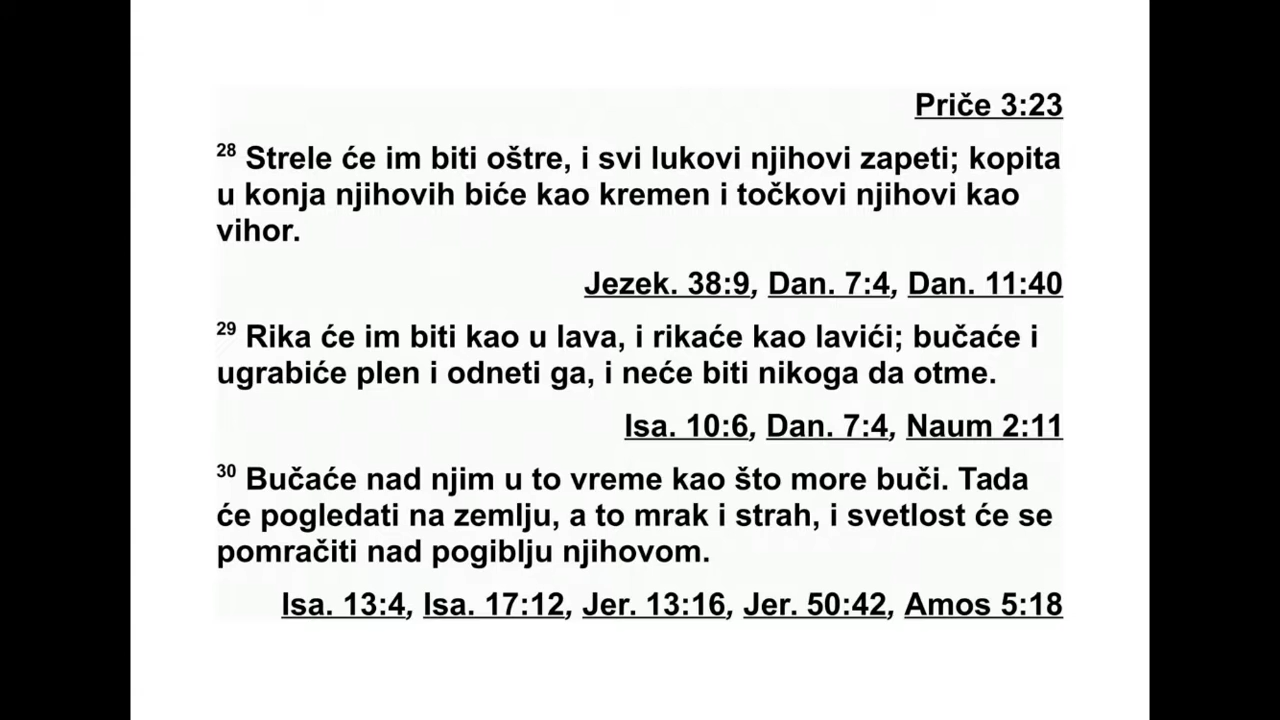 Priče 3:23
28 Strele će im biti oštre, i svi lukovi njihovi zapeti; kopita
u konja njihovih biće kao kremen i točkovi njihovi kao
vihor.
Jezek. 38:9, Dan. 7:4, Dan. 11:40
29 Rika će im biti kao u lava, i rikaće kao lavići; bučaće i
ugrabiće plen i odneti ga, i neće biti nikoga da otme.
Isa. 10:6, Dan. 7:4, Naum 2:11
30 Bučaće nad njim u to vreme kao što more buči. Tada
će pogledati na zemlju, a to mrak i strah, i svetlost će se
pomračiti nad pogiblju njihovom.
Isa. 13:4, Isa. 17:12, Jer. 13:16, Jer. 50:42, Amos 5:18